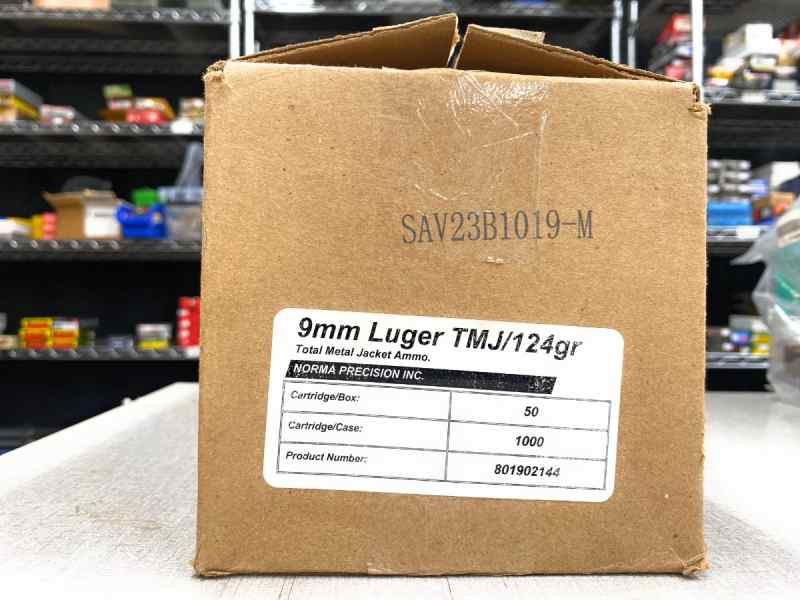 SAV23B1019-M
9mm Luger TMJ/124gr
Total Metal Jacket Ammo.
NORMA PRECISION INC.
Cartridge/Box: 50
Cartridge/Case: 1000
Product Number: 801902144